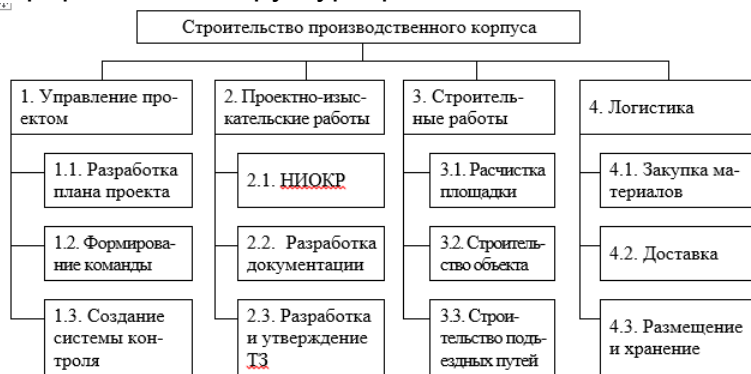 Строительство производственного корпуса
1. Управление про-
ектом
2. Проектно-изыс-
кательские работы
3. Строитель-
ные работы
4. Логистика
1.1. Разработка
плана проекта
2.1. НИОКР
3.1. Расчистка
площадки
4.1. Закупка ма-
териалов
1.2. Формирова-
ние команды
2.2. Разработка
документации
3.2. Строитель-
ство объекта
4.2. Доставка
1.3. Создание
системы кон-
троля
2.3. Разработка
и утверждение
ТЗ
3.3. Строи-
тельство подъ-
ездных путей
4.3. Размещение
и хранение